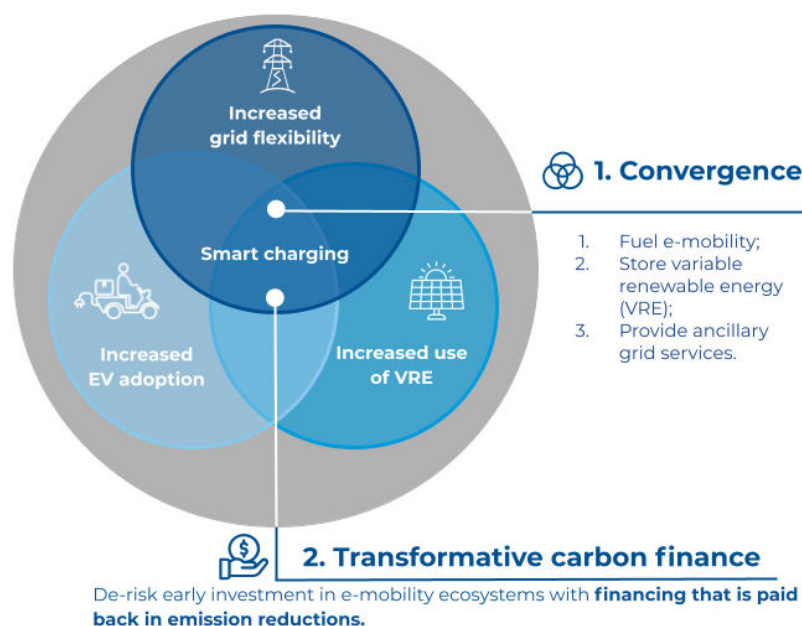 Increased
grid flexibility
1. Convergence
Smart charging
1. Fuel e-mobility;
2. Store variable
renewable energy
(VRE);
3. Provide ancillary
grid services.
Increased
EV adoption
Increased use
of VRE
$
2. Transformative carbon finance
De-risk early investment in e-mobility ecosystems with financing that is paid
back in emission reductions.